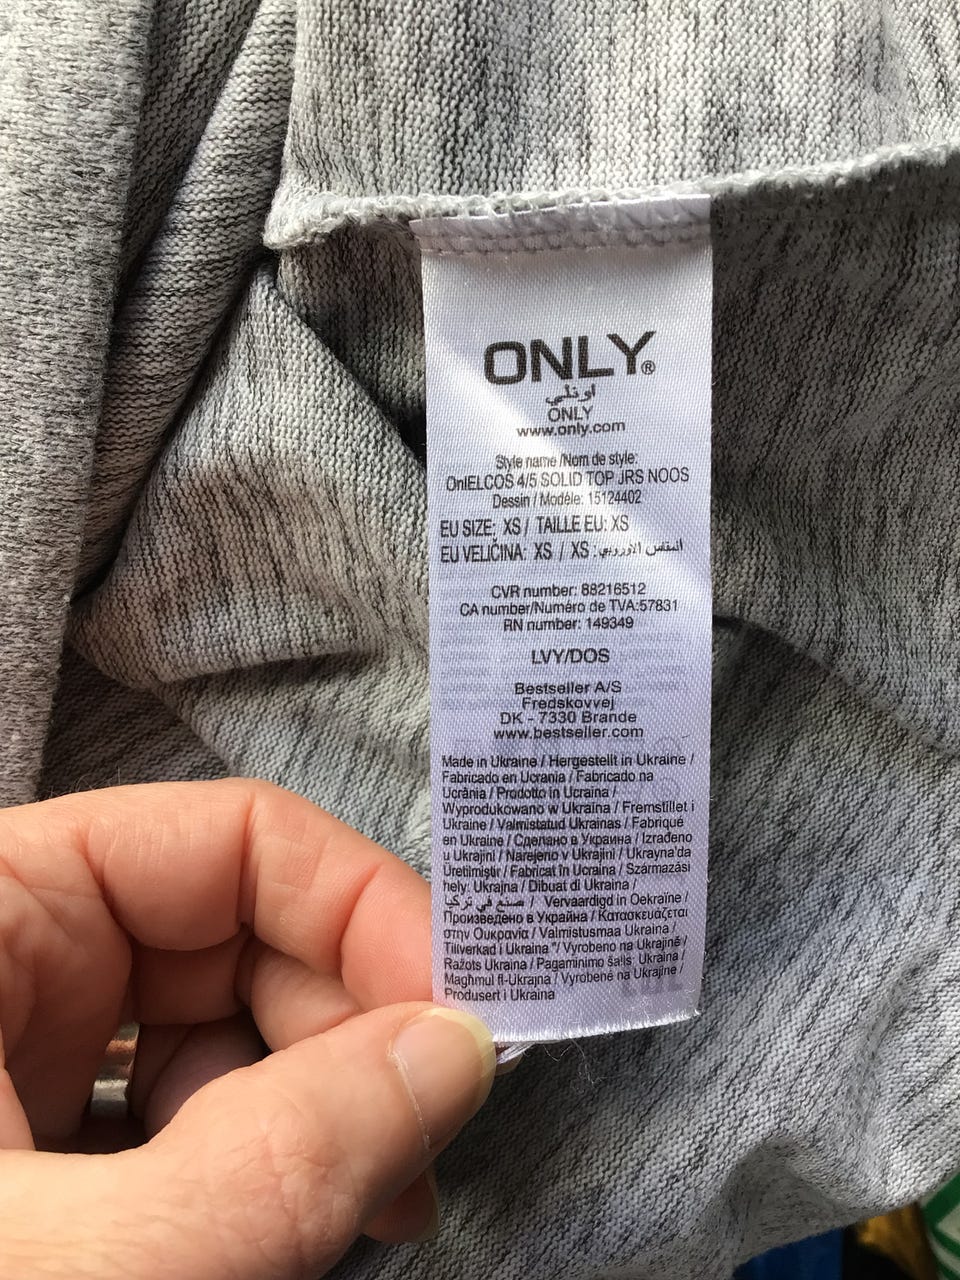 ONLY®
اونلي
ONLY
www.only.com
Style name /Nom de style:
OnlELCOS 4/5 SOLID TOP JRS NOOS
Dessin / Modèle: 15124402
EU SIZE: XS / TAILLE EU: XS
EU VELIČINA: XS / XS : المقس الاوروبي
CVR number: 88216512
CA number/Numéro de TVA:57831
RN number: 149349
LVY/DOS
Bestseller A/S
Fredskovvej
DK - 7330 Brande
www.bestseller.com
Made in Ukraine / Hergestellt in Ukraine /
Fabricado en Ucrania / Fabricado na
Ucrânia / Prodotto in Ucraina /
Wyprodukowano w Ukraina / Fremstillet i
Ukraine / Valmistatud Ukrainas / Fabriqué
en Ukraine / Сделано в Украина / Izrađeno
u Ukrajini / Narejeno v Ukrajini / Ukrayna'da
Üretilmiştir / Fabricat în Ucraina / Származási
hely: Ukrajna / Dibuat di Ukraina /
صنع في تركيا / Vervaardigd in Oekraïne /
Произведено в Украйна / Κατασκευάζεται
στην Ουκρανία / Valmistusmaa Ukraina /
Tillverkad i Ukraina "/ Vyrobeno na Ukrajině /
Ražots Ukraina / Pagaminimo šalis: Ukraina /
Magħmul fl-Ukrajna / Vyrobené na Ukrajine /
Produsert i Ukraina